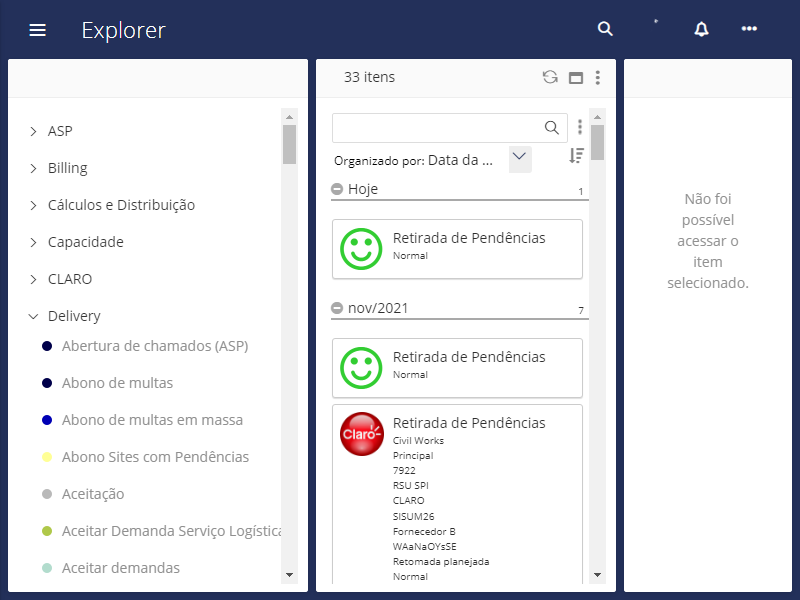 Explorer
ASP
Billing
Cálculos e Distribuição
Capacidade
CLARO
Delivery
Abertura de chamados (ASP)
Abono de multas
Abono de multas em massa
Abono Sites com Pendências
Aceitação
Aceitar Demanda Serviço Logística
Aceitar demandas
33 itens
Organizado por: Data da ...
Hoje
1
Retirada de Pendências
Normal
nov/2021
7
Retirada de Pendências
Normal
Claro
Retirada de Pendências
Civil Works
Principal
7922
RSU SPI
CLARO
SISUM26
Fornecedor B
WAaNaOYsSE
Retomada planejada
Normal
Não foi
possível
acessar o
item
selecionado.